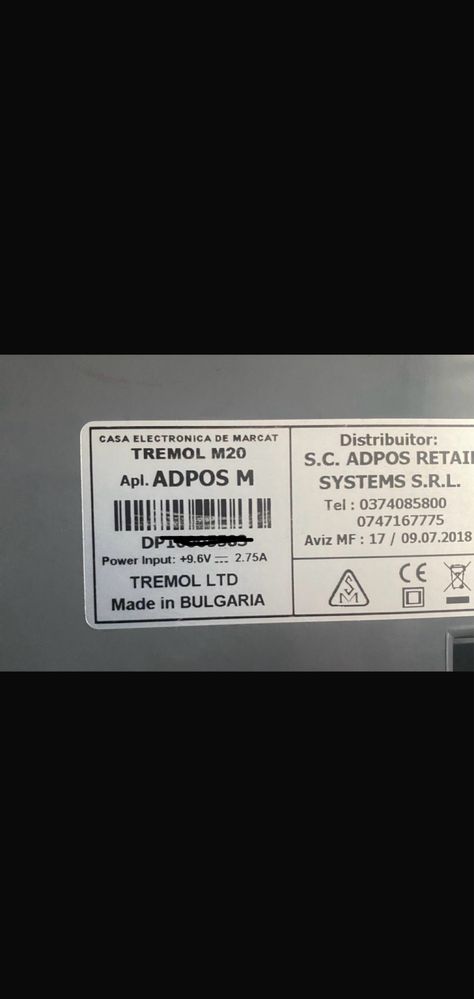 CASA ELECTRONICA DE MARCAT
TREMOL M20
Apl. ADPOS M
Power Input: +9.6V ⎓ 2.75A
TREMOL LTD
Made in BULGARIA
Distribuitor:
S.C. ADPOS RETAIL
SYSTEMS S.R.L.
Tel : 0374085800
0747167775
Aviz MF : 17 / 09.07.2018
CE